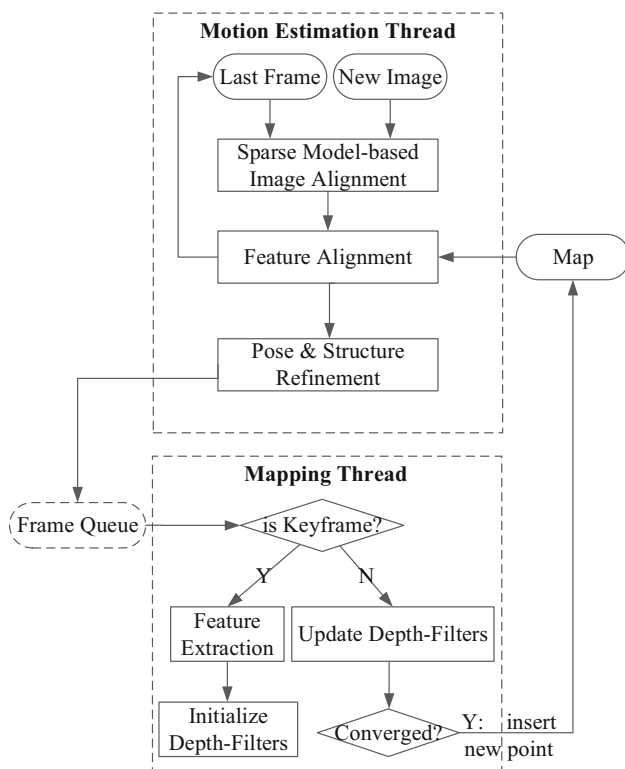 Motion Estimation Thread
Last Frame
New Image
Sparse Model-based
Image Alignment
Feature Alignment
Map
Pose & Structure
Refinement
Mapping Thread
Frame Queue
is Keyframe?
Y
N
Feature
Extraction
Update Depth-Filters
Initialize
Depth-Filters
Converged?
Y: insert
new point